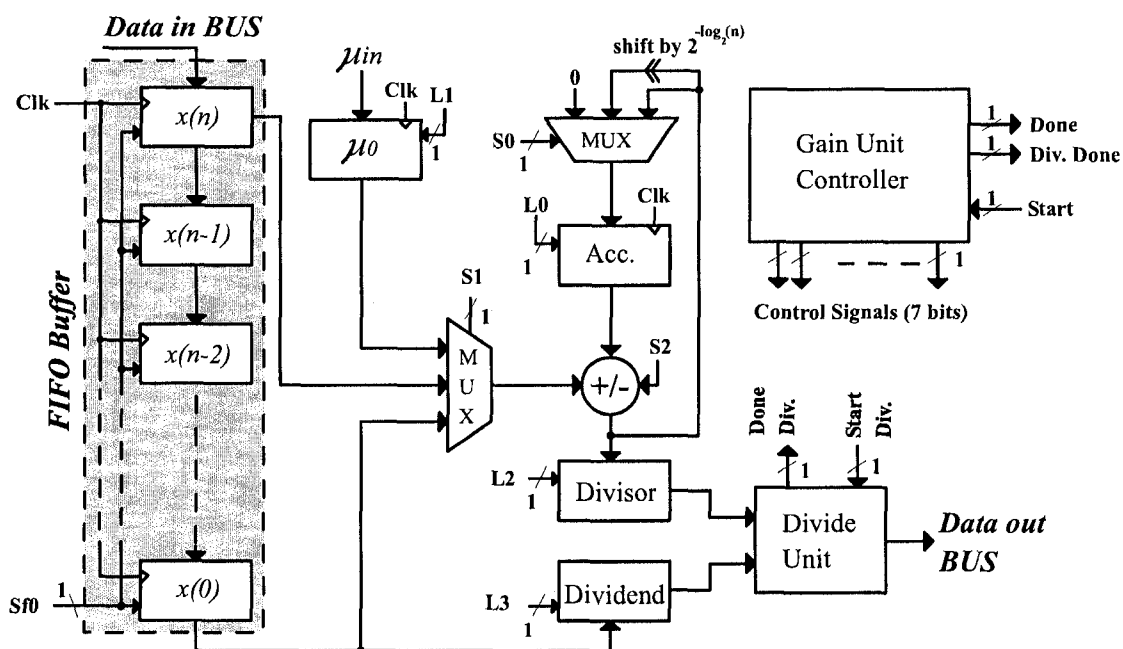 Data in BUS
Clk
x(n)
x(n-1)
x(n-2)
x(0)
FIFO Buffer
Sf0
1
μin
Clk
L1
1
μ0
shift by 2^-log2(n)
0
S0
1
MUX
L0
1
Clk
Acc.
S1
1
M
U
X
+/-
S2
L2
1
Divisor
L3
1
Dividend
Gain Unit
Controller
1
Done
1
Div. Done
1
Start
1
Control Signals (7 bits)
Done
Div.
1
Start
Div.
1
Divide
Unit
Data out
BUS